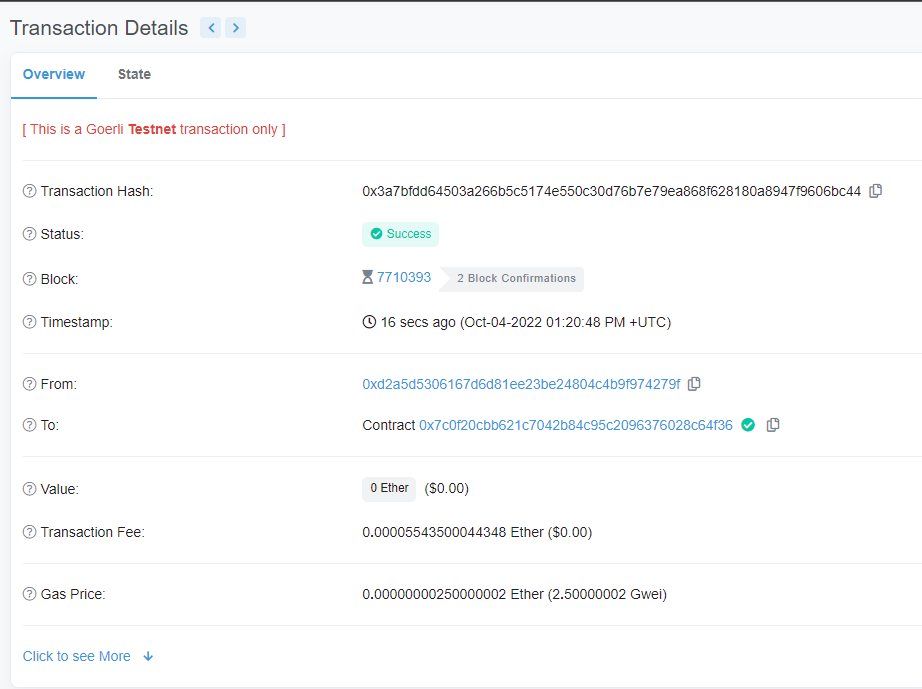 Transaction Details
Overview State
[ This is a Goerli Testnet transaction only ]
Transaction Hash: 0x3a7bfdd64503a266b5c5174e550c30d76b7e79ea868f628180a8947f9606bc44
Status: Success
Block: 7710393 2 Block Confirmations
Timestamp: 16 secs ago (Oct-04-2022 01:20:48 PM +UTC)
From: 0xd2a5d5306167d6d81ee23be24804c4b9f974279f
To: Contract 0x7c0f20cbb621c7042b84c95c2096376028c64f36
Value: 0 Ether ($0.00)
Transaction Fee: 0.00005543500044348 Ether ($0.00)
Gas Price: 0.00000000250000002 Ether (2.50000002 Gwei)
Click to see More